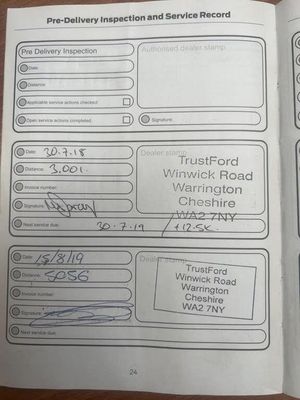 Pre-Delivery Inspection and Service Record
Pre Delivery Inspection
Authorised dealer stamp
Date:
Distance:
Applicable service actions checked:
Open service actions completed:
Signature:
Date: 30.7.18
Dealer stamp
Distance: 3,001.
Invoice number:
Signature:
Next service due: 30.7.19 / +12.5K.
TrustFord
Winwick Road
Warrington
Cheshire
WA2 7NY
Date: 15/8/19
Dealer stamp
Distance: 5056
Invoice number:
Signature:
Next service due:
TrustFord
Winwick Road
Warrington
Cheshire
WA2 7NY
24